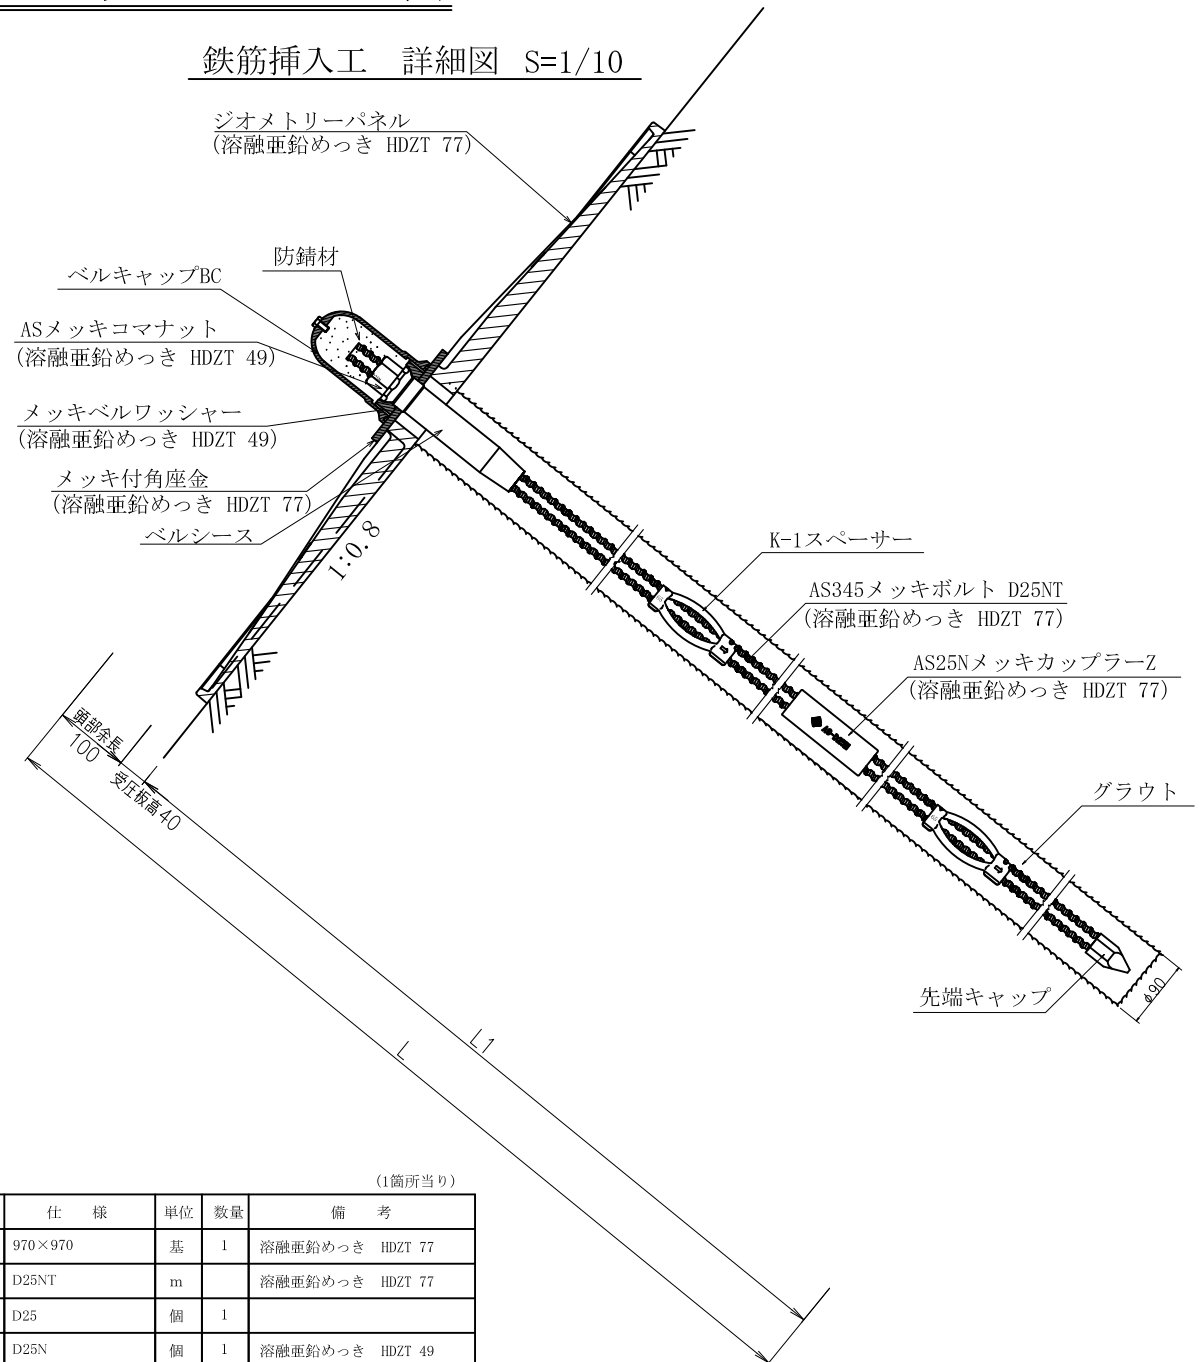 鉄筋挿入工　詳細図 S=1/10
ジオメトリーパネル
(溶融亜鉛めっき HDZT 77)
防錆材
ベルキャップBC
ASメッキコマナット
(溶融亜鉛めっき HDZT 49)
メッキベルワッシャー
(溶融亜鉛めっき HDZT 49)
メッキ付角座金
(溶融亜鉛めっき HDZT 77)
ベルシース
1:0.8
K-1スペーサー
AS345メッキボルト D25NT
(溶融亜鉛めっき HDZT 77)
AS25NメッキカップラーZ
(溶融亜鉛めっき HDZT 77)
グラウト
先端キャップ
φ90
頭部余長
100
受圧板高40
L1
L
(1箇所当り)
仕　様 単位 数量 備　考
970×970 基 1 溶融亜鉛めっき HDZT 77
D25NT m 溶融亜鉛めっき HDZT 77
D25 個 1
D25N 個 1 溶融亜鉛めっき HDZT 49